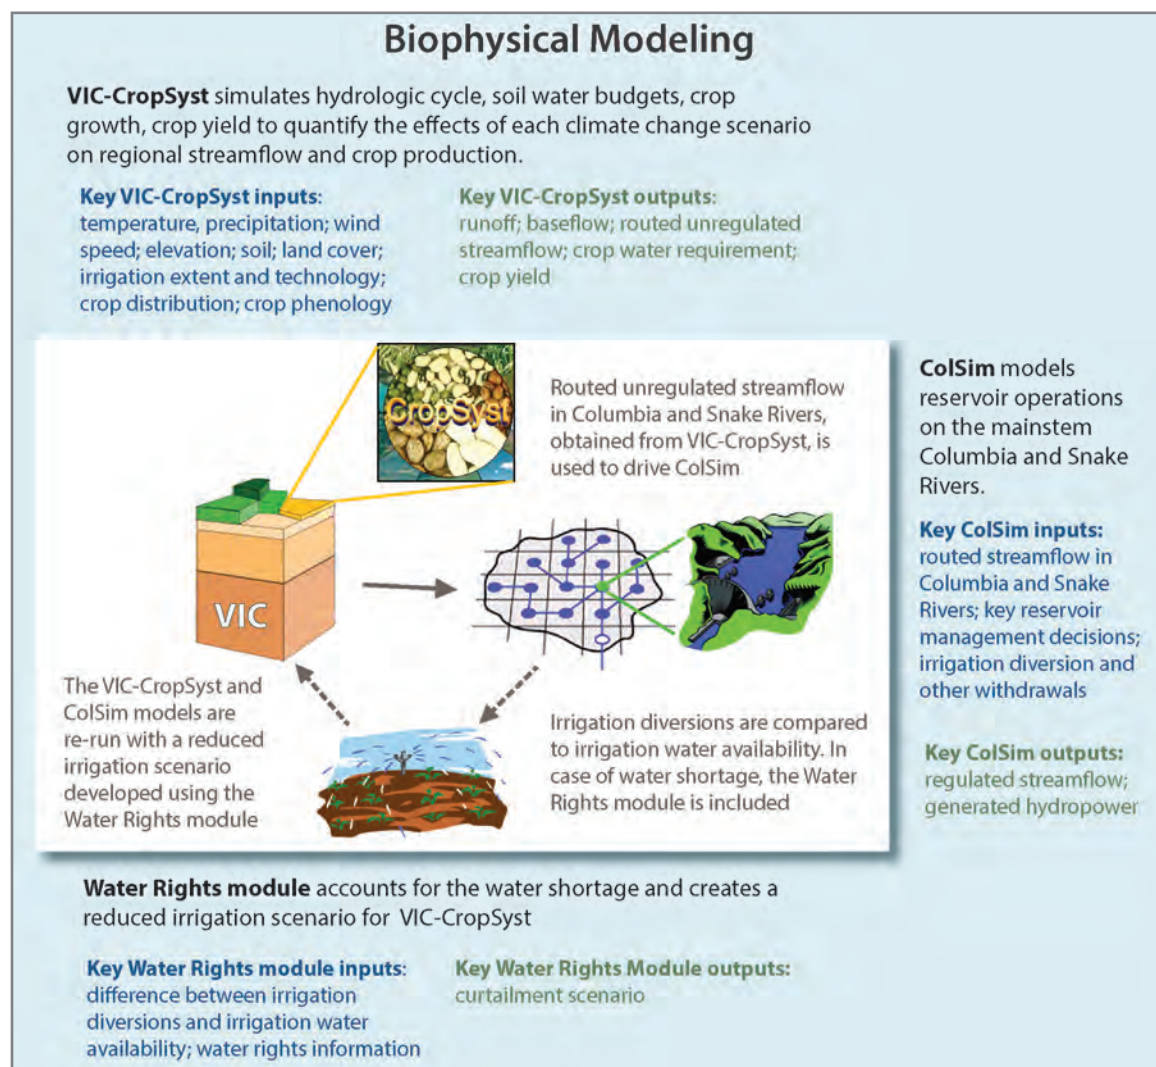 Biophysical Modeling
VIC-CropSyst simulates hydrologic cycle, soil water budgets, crop
growth, crop yield to quantify the effects of each climate change scenario
on regional streamflow and crop production.
Key VIC-CropSyst inputs:
temperature, precipitation; wind
speed; elevation; soil; land cover;
irrigation extent and technology;
crop distribution; crop phenology
Key VIC-CropSyst outputs:
runoff; baseflow; routed unregulated
streamflow; crop water requirement;
crop yield
CropSyst
Routed unregulated streamflow
in Columbia and Snake Rivers,
obtained from VIC-CropSyst, is
used to drive ColSim
VIC
The VIC-CropSyst and
ColSim models are
re-run with a reduced
irrigation scenario
developed using the
Water Rights module
Irrigation diversions are compared
to irrigation water availability. In
case of water shortage, the Water
Rights module is included
ColSim models
reservoir operations
on the mainstem
Columbia and Snake
Rivers.
Key ColSim inputs:
routed streamflow in
Columbia and Snake
Rivers; key reservoir
management decisions;
irrigation diversion and
other withdrawals
Key ColSim outputs:
regulated streamflow;
generated hydropower
Water Rights module accounts for the water shortage and creates a
reduced irrigation scenario for VIC-CropSyst
Key Water Rights module inputs:
difference between irrigation
diversions and irrigation water
availability; water rights information
Key Water Rights Module outputs:
curtailment scenario